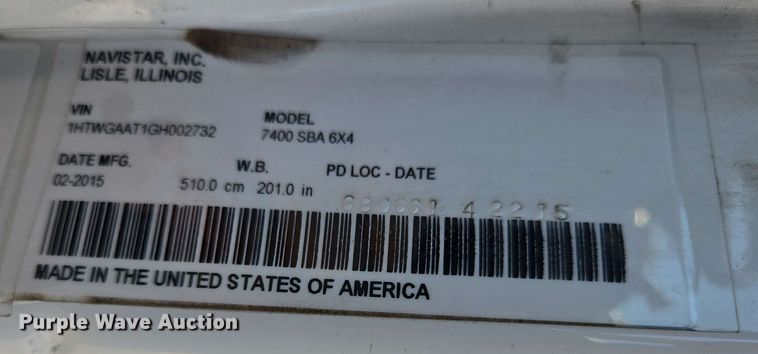 NAVISTAR, INC.
LISLE, ILLINOIS
VIN MODEL
1HTWGAAT1GH002732 7400 SBA 6X4
DATE MFG. W.B. PD LOC - DATE
02-2015 510.0 cm 201.0 in
4 22 15
MADE IN THE UNITED STATES OF AMERICA
Purple Wave Auction